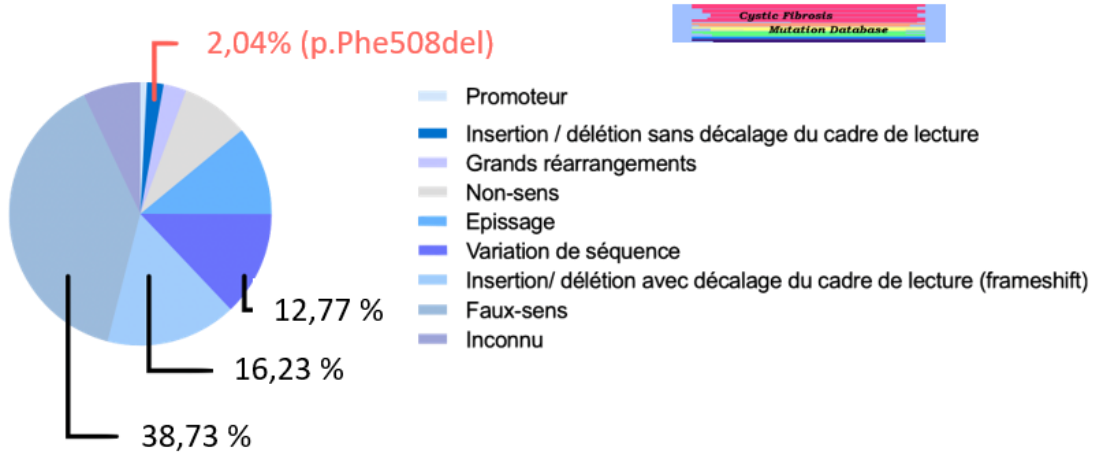 Cystic Fibrosis
Mutation Database
2,04% (p.Phe508del)
Promoteur
Insertion / délétion sans décalage du cadre de lecture
Grands réarrangements
Non-sens
Epissage
Variation de séquence
Insertion/ délétion avec décalage du cadre de lecture (frameshift)
Faux-sens
Inconnu
12,77 %
16,23 %
38,73 %